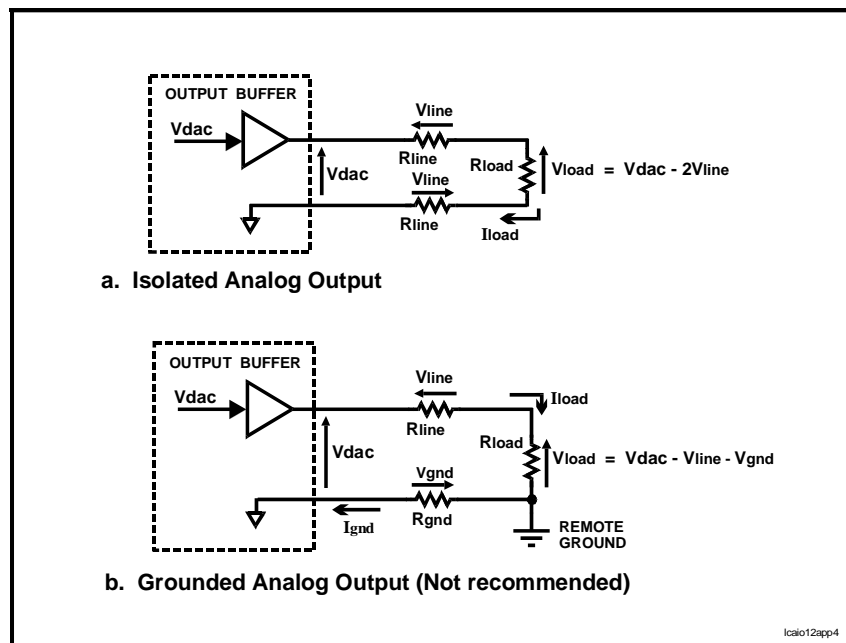 OUTPUT BUFFER
Vdac
Vline
Rline
Vdac
Rload
Vload = Vdac - 2Vline
Vline
Rline
Iload
a. Isolated Analog Output
OUTPUT BUFFER
Vdac
Vline
Iload
Rline
Vdac
Rload
Vload = Vdac - Vline - Vgnd
Vgnd
Ignd
Rgnd
REMOTE
GROUND
b. Grounded Analog Output (Not recommended)
lcaio12app4